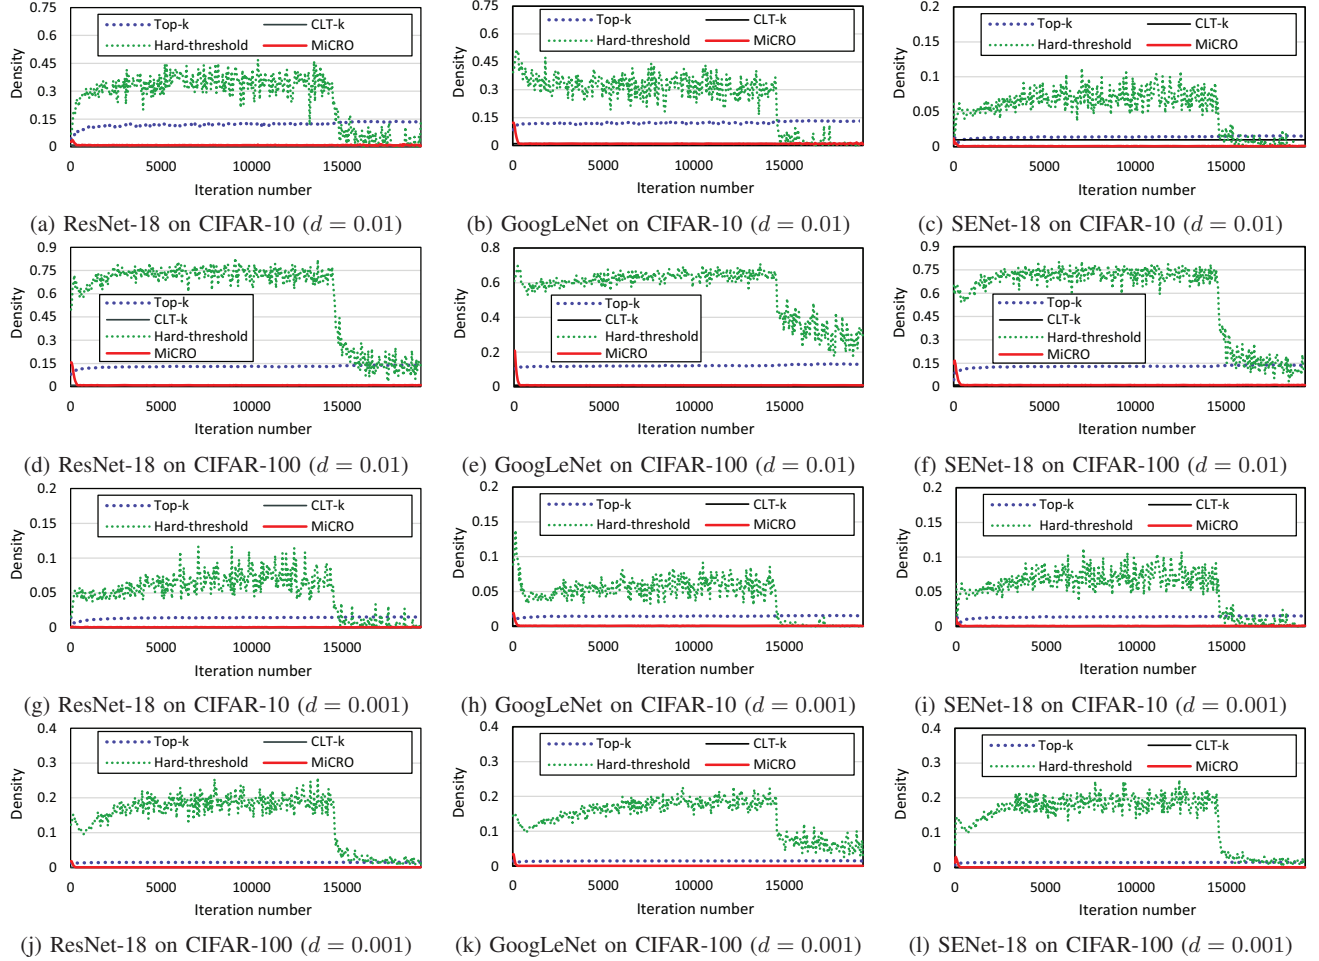 0.75
0.6
0.45
0.3
0.15
0
Density
Top-k
CLT-k
Hard-threshold
MiCRO
0 5000 10000 15000
Iteration number
(a) ResNet-18 on CIFAR-10 (d = 0.01)
0.75
0.6
0.45
0.3
0.15
0
Density
Top-k
CLT-k
Hard-threshold
MiCRO
0 5000 10000 15000
Iteration number
(b) GoogLeNet on CIFAR-10 (d = 0.01)
0.2
0.15
0.1
0.05
0
Density
Top-k
CLT-k
Hard-threshold
MiCRO
0 5000 10000 15000
Iteration number
(c) SENet-18 on CIFAR-10 (d = 0.01)
0.9
0.75
0.6
0.45
0.3
0.15
0
Density
Top-k
CLT-k
Hard-threshold
MiCRO
0 5000 10000 15000
Iteration number
(d) ResNet-18 on CIFAR-100 (d = 0.01)
0.8
0.6
0.4
0.2
0
Density
Top-k
CLT-k
Hard-threshold
MiCRO
0 5000 10000 15000
Iteration number
(e) GoogLeNet on CIFAR-100 (d = 0.01)
0.9
0.75
0.6
0.45
0.3
0.15
0
Density
Top-k
CLT-k
Hard-threshold
MiCRO
0 5000 10000 15000
Iteration number
(f) SENet-18 on CIFAR-100 (d = 0.01)
0.2
0.15
0.1
0.05
0
Density
Top-k
CLT-k
Hard-threshold
MiCRO
0 5000 10000 15000
Iteration number
(g) ResNet-18 on CIFAR-10 (d = 0.001)
0.2
0.15
0.1
0.05
0
Density
Top-k
CLT-k
Hard-threshold
MiCRO
0 5000 10000 15000
Iteration number
(h) GoogLeNet on CIFAR-10 (d = 0.001)
0.2
0.15
0.1
0.05
0
Density
Top-k
CLT-k
Hard-threshold
MiCRO
0 5000 10000 15000
Iteration number
(i) SENet-18 on CIFAR-10 (d = 0.001)
0.4
0.3
0.2
0.1
0
Density
Top-k
CLT-k
Hard-threshold
MiCRO
0 5000 10000 15000
Iteration number
(j) ResNet-18 on CIFAR-100 (d = 0.001)
0.4
0.3
0.2
0.1
0
Density
Top-k
CLT-k
Hard-threshold
MiCRO
0 5000 10000 15000
Iteration number
(k) GoogLeNet on CIFAR-100 (d = 0.001)
0.4
0.3
0.2
0.1
0
Density
Top-k
CLT-k
Hard-threshold
MiCRO
0 5000 10000 15000
Iteration number
(l) SENet-18 on CIFAR-100 (d = 0.001)